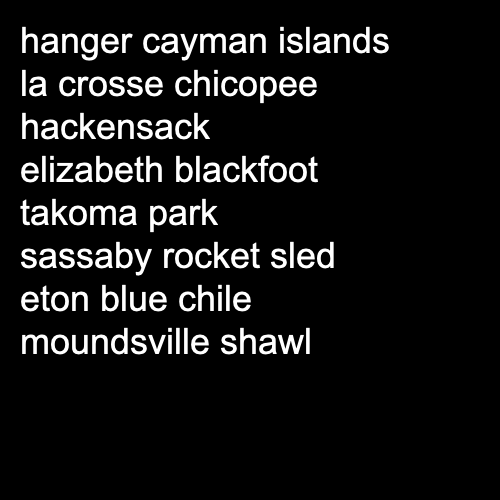 hanger cayman islands
la crosse chicopee
hackensack
elizabeth blackfoot
takoma park
sassaby rocket sled
eton blue chile
moundsville shawl